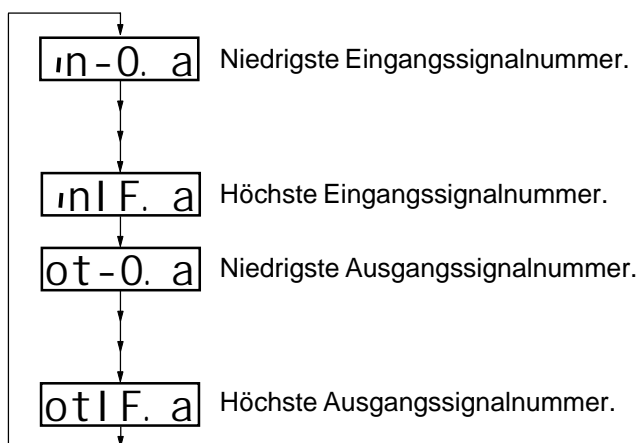 ın-0. a Niedrigste Eingangssignalnummer.
ınIF. a Höchste Eingangssignalnummer.
ot-0. a Niedrigste Ausgangssignalnummer.
otIF. a Höchste Ausgangssignalnummer.